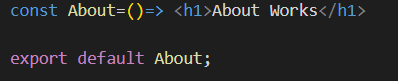 const About=()=> <h1>About Works</h1>
export default About;